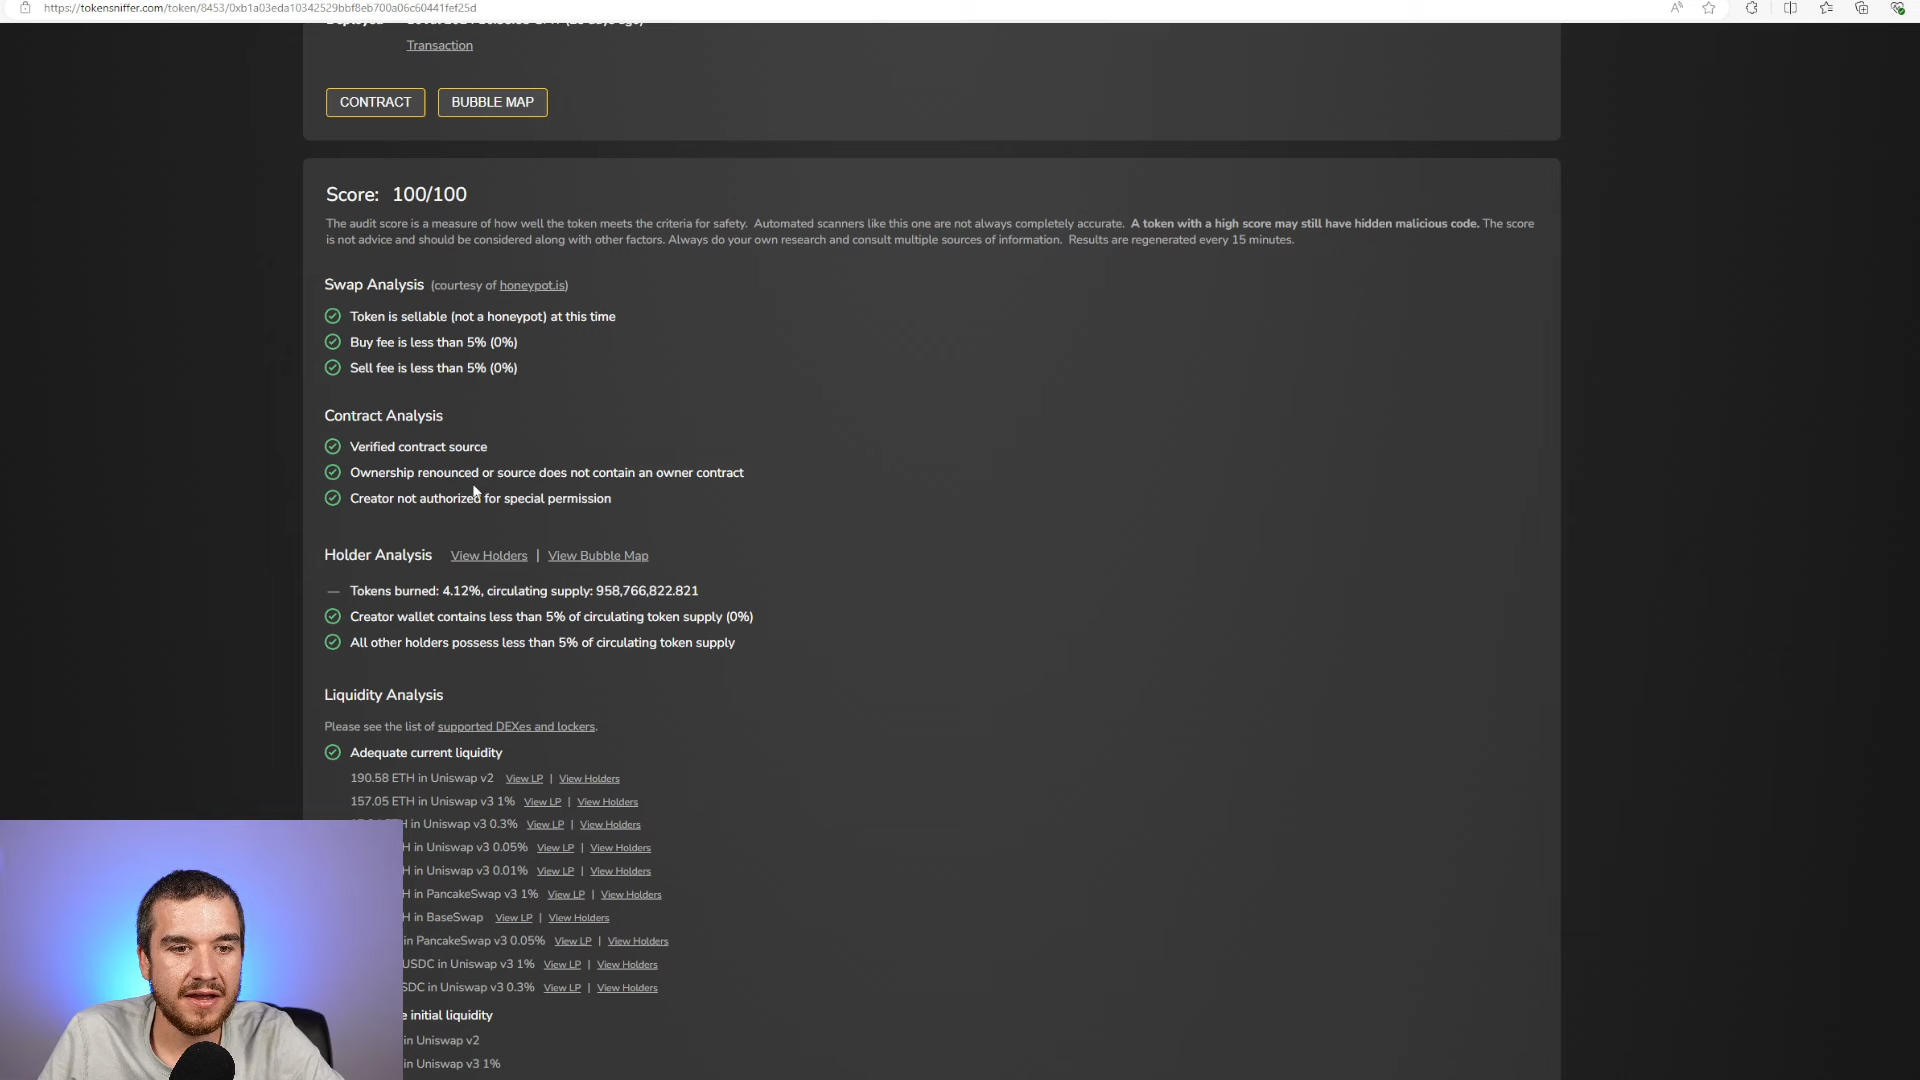 https://tokensniffer.com/token/8453/0xb1a03eda10342529bbf8eb700a06c60441fef25d
Transaction
CONTRACT BUBBLE MAP
Score: 100/100
The audit score is a measure of how well the token meets the criteria for safety. Automated scanners like this one are not always completely accurate. A token with a high score may still have hidden malicious code. The score
is not advice and should be considered along with other factors. Always do your own research and consult multiple sources of information. Results are regenerated every 15 minutes.
Swap Analysis (courtesy of honeypot.is)
Token is sellable (not a honeypot) at this time
Buy fee is less than 5% (0%)
Sell fee is less than 5% (0%)
Contract Analysis
Verified contract source
Ownership renounced or source does not contain an owner contract
Creator not authorized for special permission
Holder Analysis View Holders | View Bubble Map
— Tokens burned: 4.12%, circulating supply: 958,766,822.821
Creator wallet contains less than 5% of circulating token supply (0%)
All other holders possess less than 5% of circulating token supply
Liquidity Analysis
Please see the list of supported DEXes and lockers.
Adequate current liquidity
190.58 ETH in Uniswap v2 View LP | View Holders
157.05 ETH in Uniswap v3 1% View LP | View Holders
H in Uniswap v3 0.3% View LP | View Holders
H in Uniswap v3 0.05% View LP | View Holders
H in Uniswap v3 0.01% View LP | View Holders
H in PancakeSwap v3 1% View LP | View Holders
H in BaseSwap View LP | View Holders
in PancakeSwap v3 0.05% View LP | View Holders
USDC in Uniswap v3 1% View LP | View Holders
SDC in Uniswap v3 0.3% View LP | View Holders
e initial liquidity
in Uniswap v2
in Uniswap v3 1%